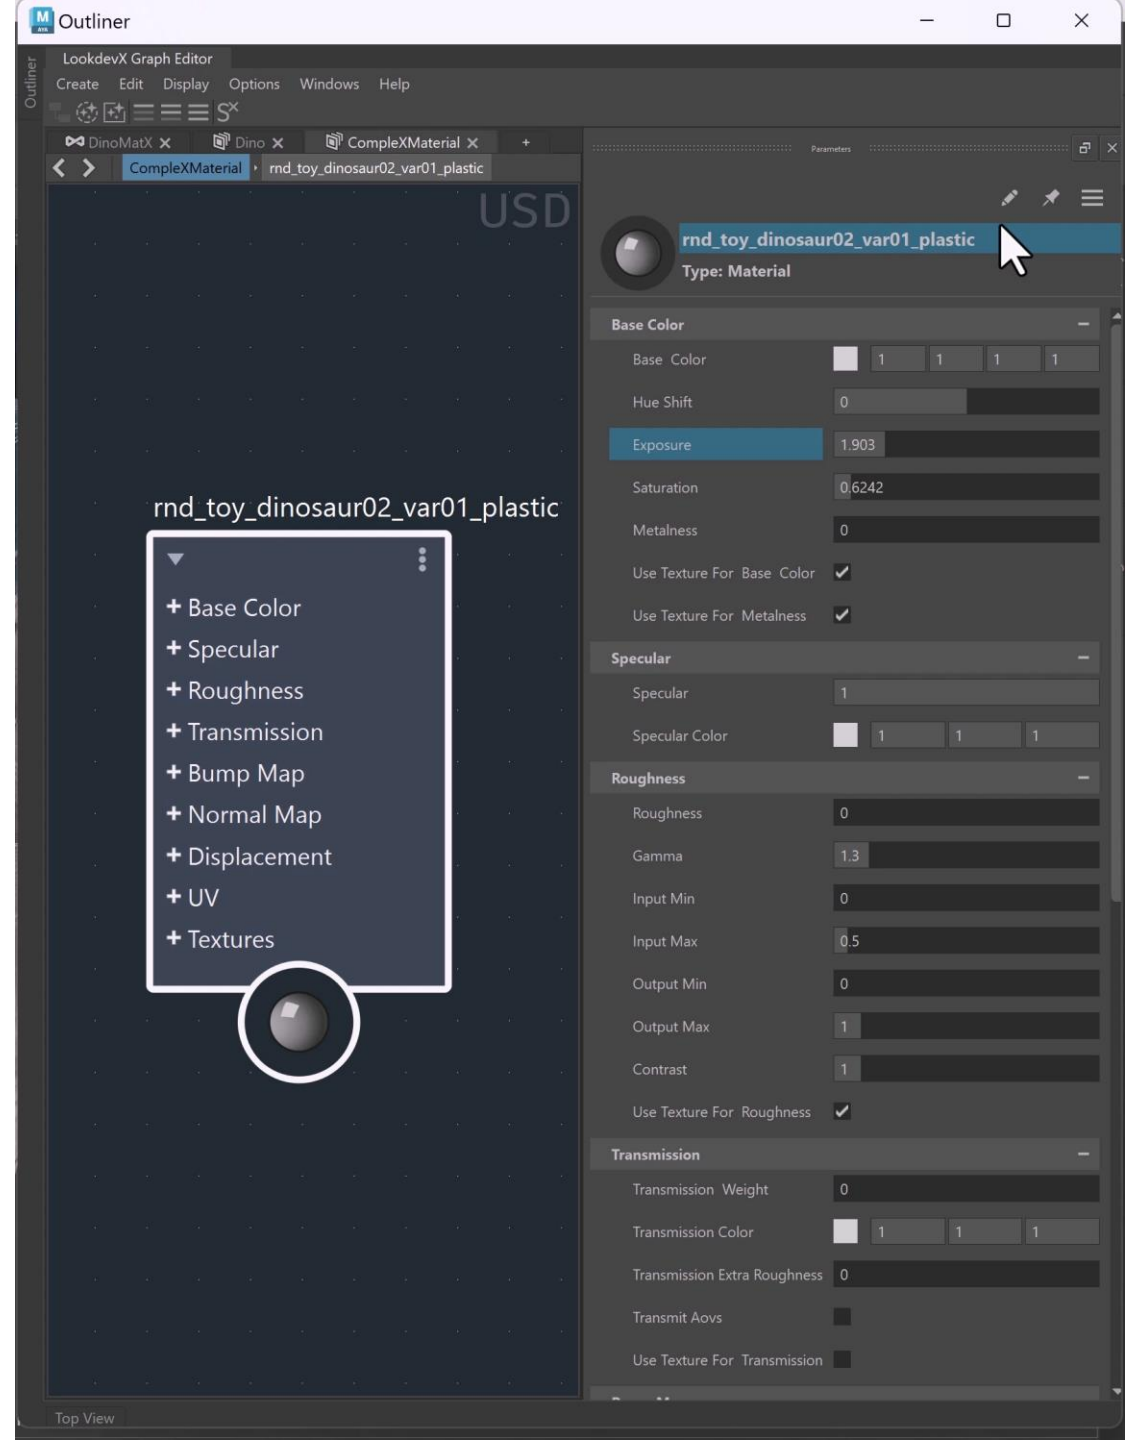 Outliner
Outliner
LookdevX Graph Editor
Create Edit Display Options Windows Help
DinoMatX Dino CompleXMaterial +
CompleXMaterial rnd_toy_dinosaur02_var01_plastic
USD
rnd_toy_dinosaur02_var01_plastic
+ Base Color
+ Specular
+ Roughness
+ Transmission
+ Bump Map
+ Normal Map
+ Displacement
+ UV
+ Textures
Top View
Parameters
rnd_toy_dinosaur02_var01_plastic
Type: Material
Base Color
Base Color 1 1 1 1
Hue Shift 0
Exposure 1.903
Saturation 0.6242
Metalness 0
Use Texture For Base Color
Use Texture For Metalness
Specular
Specular 1
Specular Color 1 1 1
Roughness
Roughness 0
Gamma 1.3
Input Min 0
Input Max 0.5
Output Min 0
Output Max 1
Contrast 1
Use Texture For Roughness
Transmission
Transmission Weight 0
Transmission Color 1 1 1
Transmission Extra Roughness 0
Transmit Aovs
Use Texture For Transmission